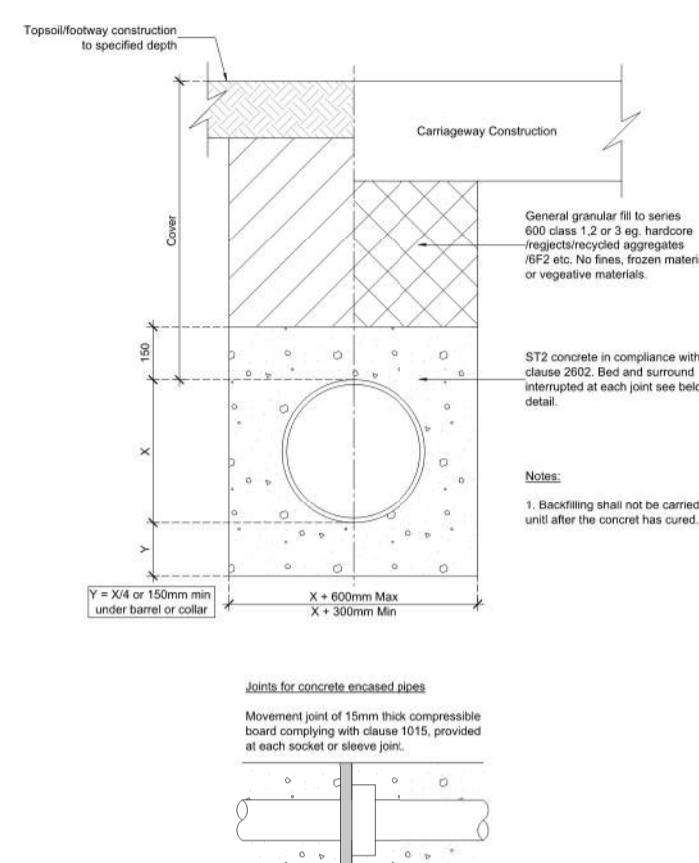 Topsoil/footway construction
to specified depth
Carriageway Construction
Cover
General granular fill to series
600 class 1,2 or 3 eg. hardcore
/regjects/recycled aggregates
/6F2 etc. No fines, frozen materi
or vegeative materials.
150
ST2 concrete in compliance with
clause 2602. Bed and surround
interrupted at each joint see belo
detail.
X
Notes:
1. Backfilling shall not be carried
unitl after the concret has cured.
Y
Y = X/4 or 150mm min
under barrel or collar
X + 600mm Max
X + 300mm Min
Joints for concrete encased pipes
Movement joint of 15mm thick compressible
board complying with clause 1015, provided
at each socket or sleeve joint.